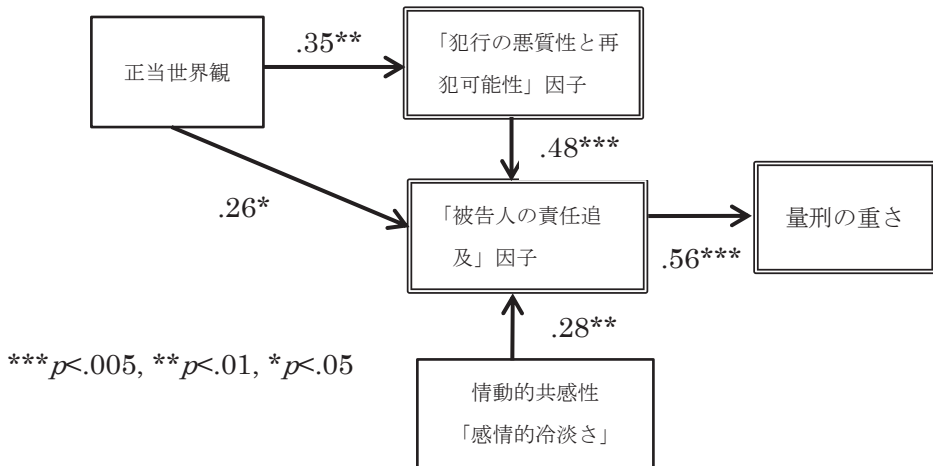 正当世界観
.35**
「犯行の悪質性と再
犯可能性」因子
.48***
.26*
「被告人の責任追
及」因子
.56***
量刑の重さ
.28**
***p<.005, **p<.01, *p<.05
情動的共感性
「感情的冷淡さ」